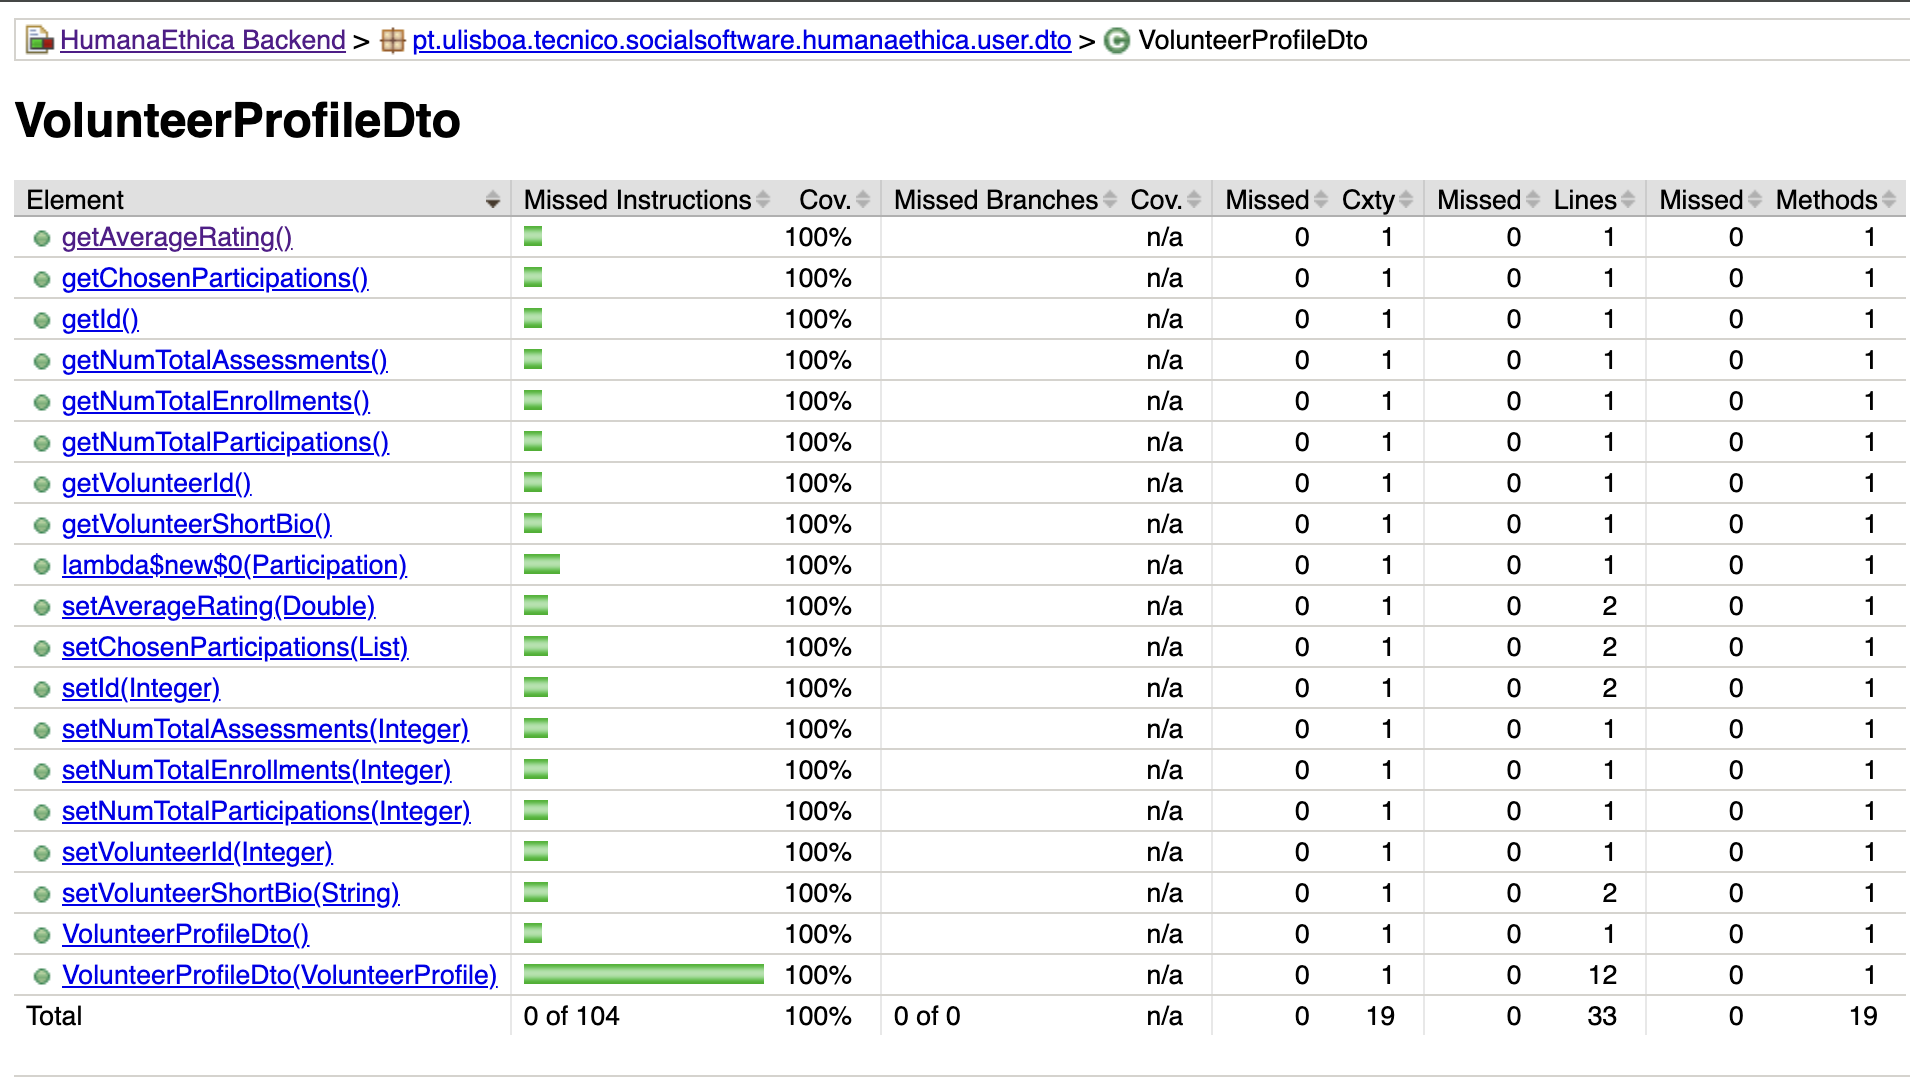 HumanaEthica Backend > pt.ulisboa.tecnico.socialsoftware.humanaethica.user.dto > VolunteerProfileDto
VolunteerProfileDto
Element Missed Instructions Cov. Missed Branches Cov. Missed Cxty Missed Lines Missed Methods
getAverageRating() 100% n/a 0 1 0 1 0 1
getChosenParticipations() 100% n/a 0 1 0 1 0 1
getId() 100% n/a 0 1 0 1 0 1
getNumTotalAssessments() 100% n/a 0 1 0 1 0 1
getNumTotalEnrollments() 100% n/a 0 1 0 1 0 1
getNumTotalParticipations() 100% n/a 0 1 0 1 0 1
getVolunteerId() 100% n/a 0 1 0 1 0 1
getVolunteerShortBio() 100% n/a 0 1 0 1 0 1
lambda$new$0(Participation) 100% n/a 0 1 0 1 0 1
setAverageRating(Double) 100% n/a 0 1 0 2 0 1
setChosenParticipations(List) 100% n/a 0 1 0 2 0 1
setId(Integer) 100% n/a 0 1 0 2 0 1
setNumTotalAssessments(Integer) 100% n/a 0 1 0 1 0 1
setNumTotalEnrollments(Integer) 100% n/a 0 1 0 1 0 1
setNumTotalParticipations(Integer) 100% n/a 0 1 0 1 0 1
setVolunteerId(Integer) 100% n/a 0 1 0 1 0 1
setVolunteerShortBio(String) 100% n/a 0 1 0 2 0 1
VolunteerProfileDto() 100% n/a 0 1 0 1 0 1
VolunteerProfileDto(VolunteerProfile) 100% n/a 0 1 0 12 0 1
Total 0 of 104 100% 0 of 0 n/a 0 19 0 33 0 19